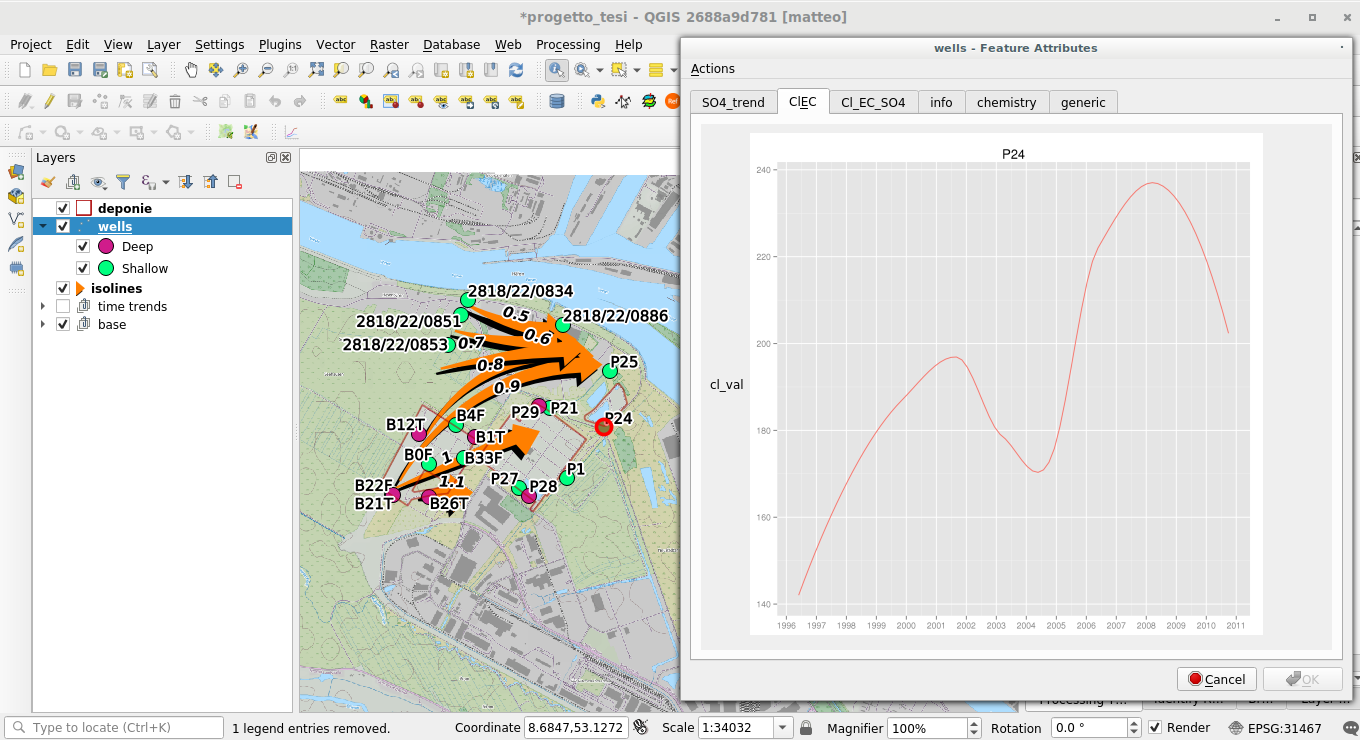 *progetto_tesi - QGIS 2688a9d781 [matteo]
Project Edit View Layer Settings Plugins Vector Raster Database Web Processing Help
Layers
deponie
wells
Deep
Shallow
isolines
time trends
base
2818/22/0834
2818/22/0851
2818/22/0886
2818/22/0853
0.5
0.6
0.7
0.8
0.9
P25
P29
P21
P24
B12T
B4F
B1T
B0F
1
B33F
P1
P27
P28
B22F
1.1
B21T
B26T
wells - Feature Attributes
Actions
SO4_trend ClEC Cl_EC_SO4 info chemistry generic
P24
240
220
200
180
160
140
cl_val
1996 1997 1998 1999 2000 2001 2002 2003 2004 2005 2006 2007 2008 2009 2010 2011
Cancel OK
Type to locate (Ctrl+K) 1 legend entries removed. Coordinate 8.6847,53.1272 Scale 1:34032 Magnifier 100% Rotation 0.0 ° Render EPSG:31467